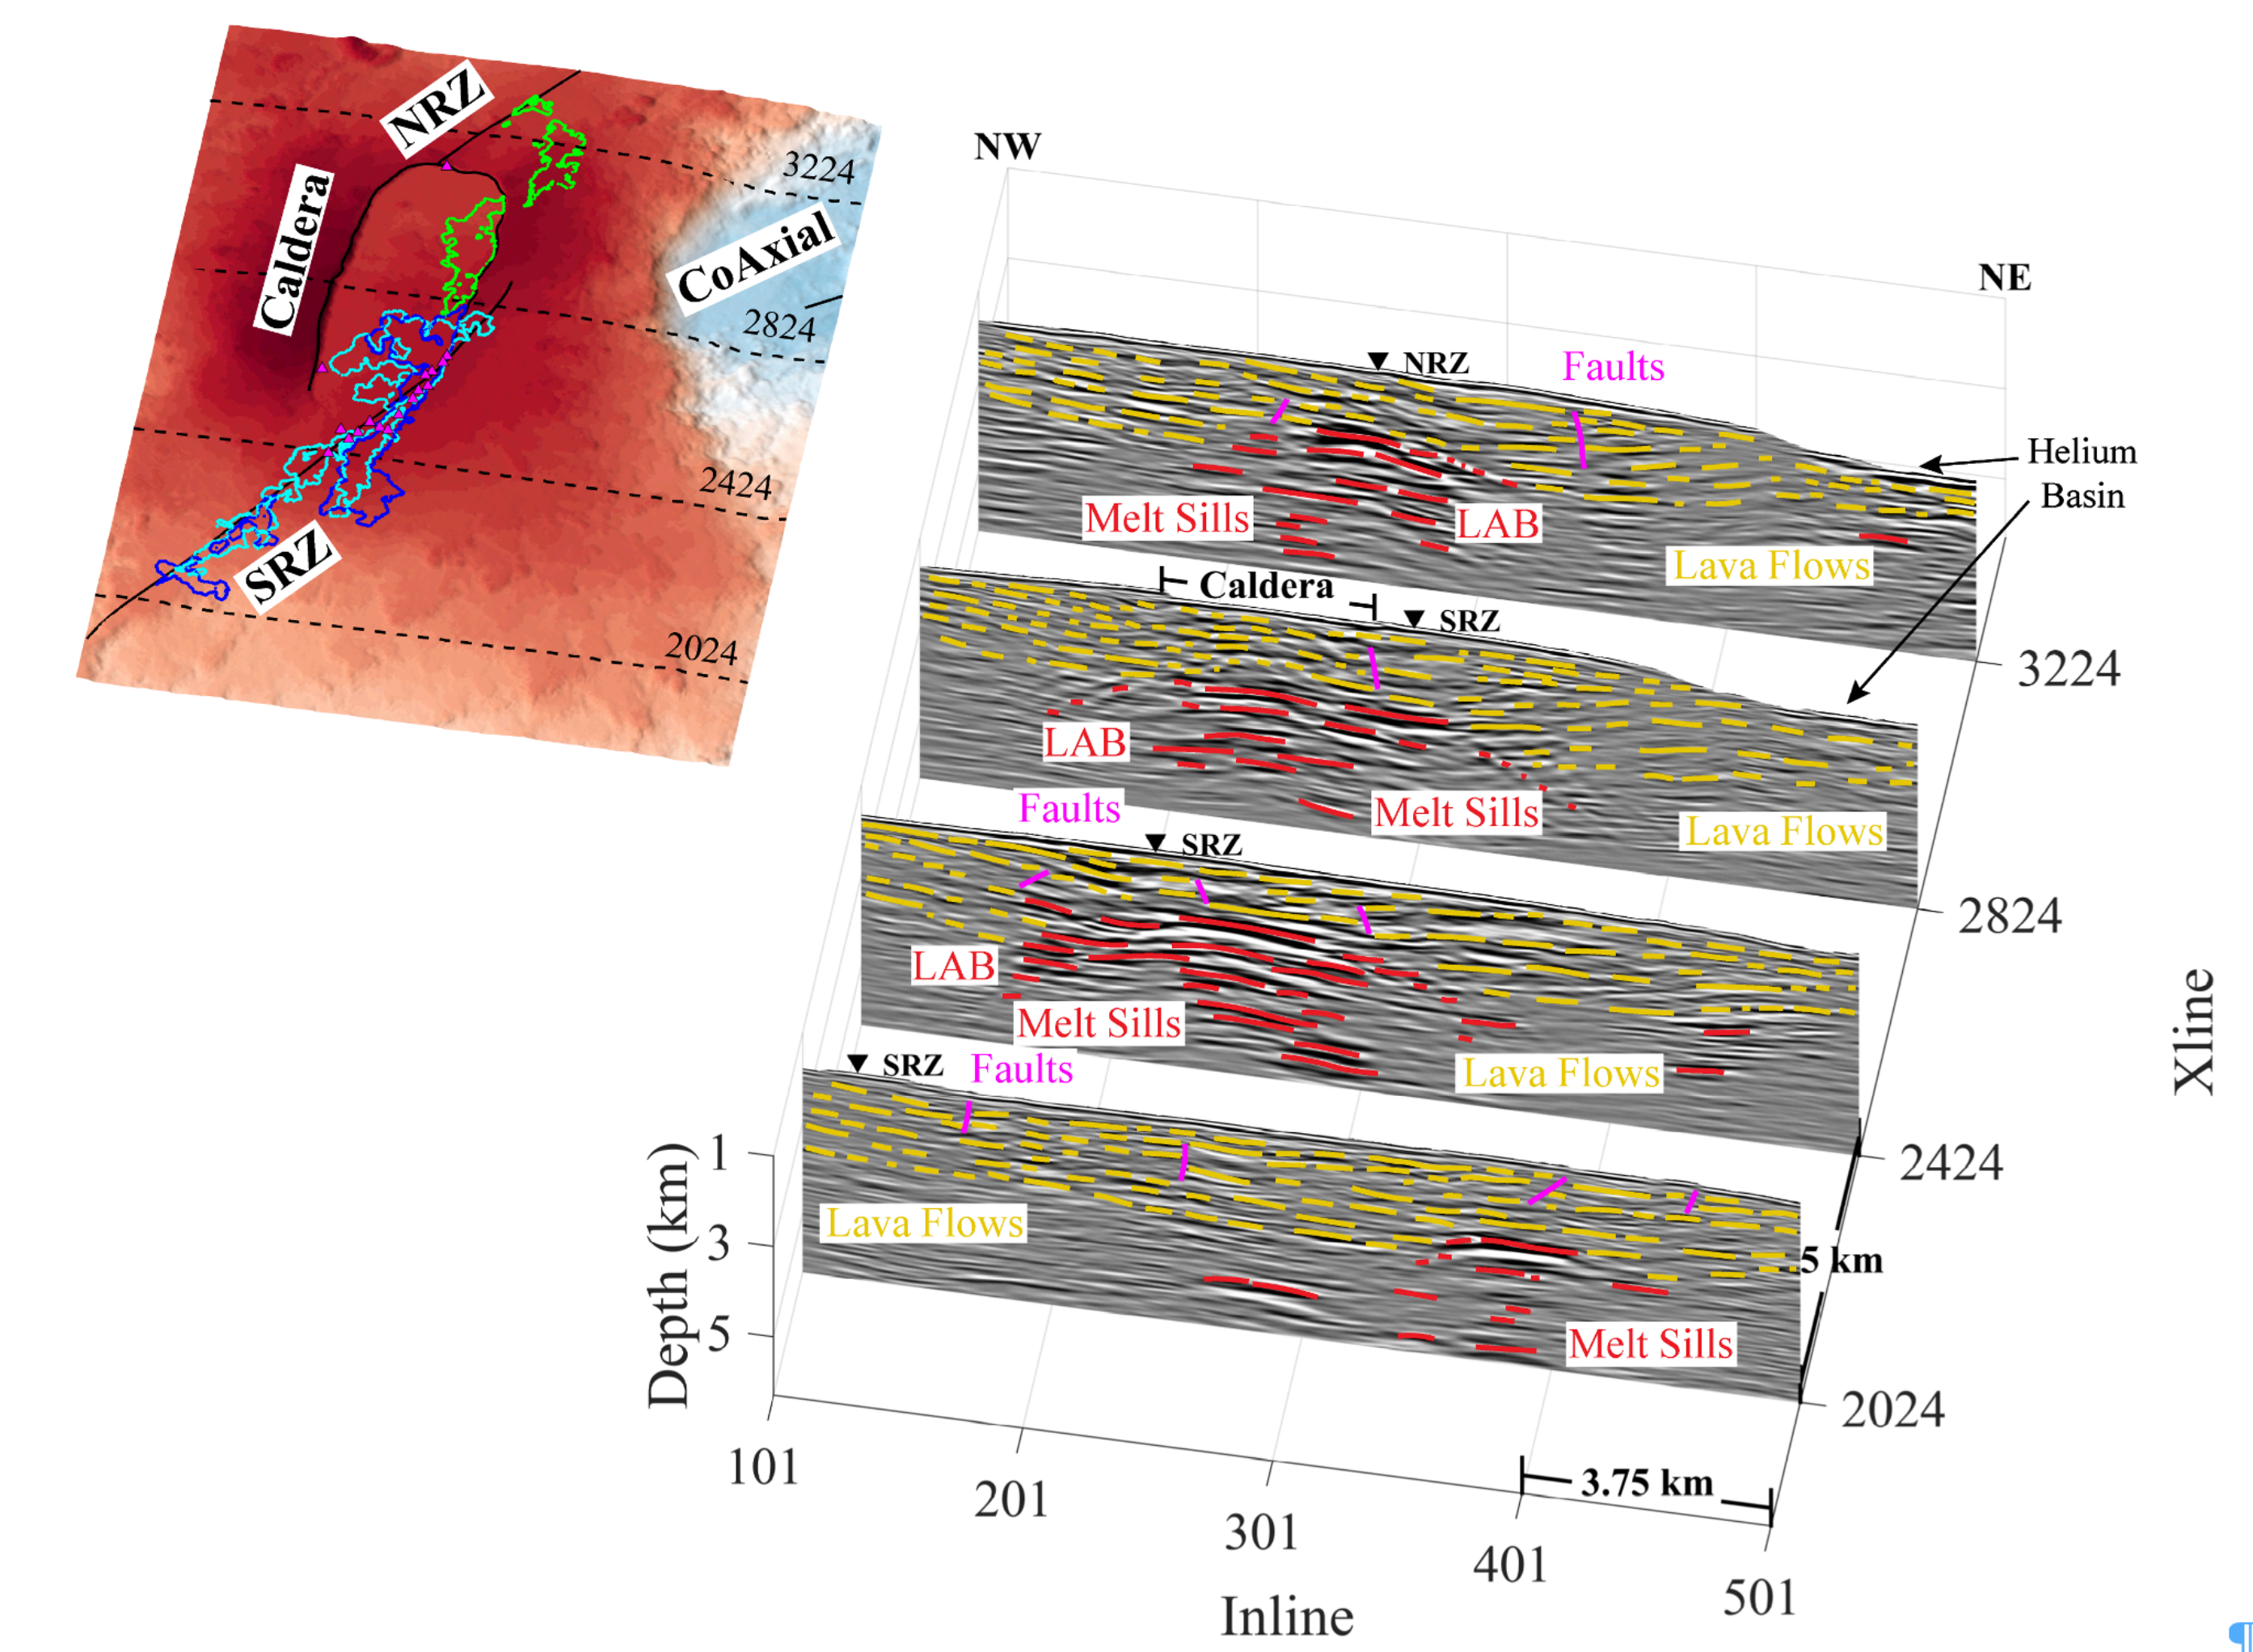 NRZ
Caldera
3224
CoAxial
2824
2424
SRZ
2024
NW
NE
NRZ
Faults
Helium
Basin
Melt Sills
LAB
Lava Flows
3224
Caldera
SRZ
LAB
Faults
Melt Sills
Lava Flows
2824
SRZ
LAB
Melt Sills
Lava Flows
2424
SRZ
Faults
Lava Flows
Melt Sills
5 km
2024
Xline
Depth (km)
1
3
5
3.75 km
101
201
301
401
501
Inline
¶